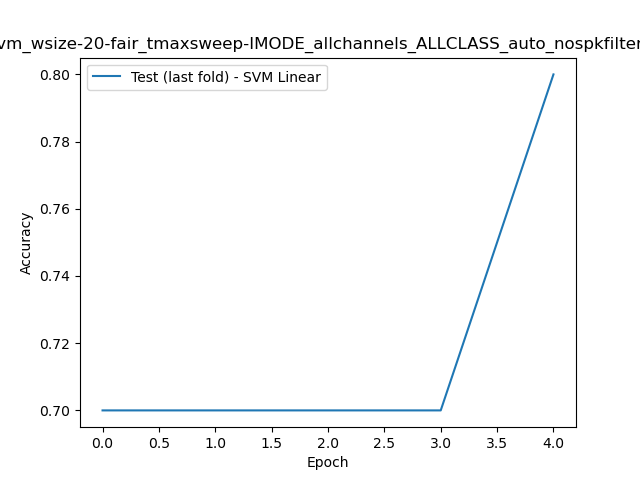 vm_wsize-20-fair_tmaxsweep-IMODE_allchannels_ALLCLASS_auto_nospkfilter
Test (last fold) - SVM Linear
0.80
0.78
0.76
0.74
0.72
0.70
Accuracy
0.0 0.5 1.0 1.5 2.0 2.5 3.0 3.5 4.0
Epoch